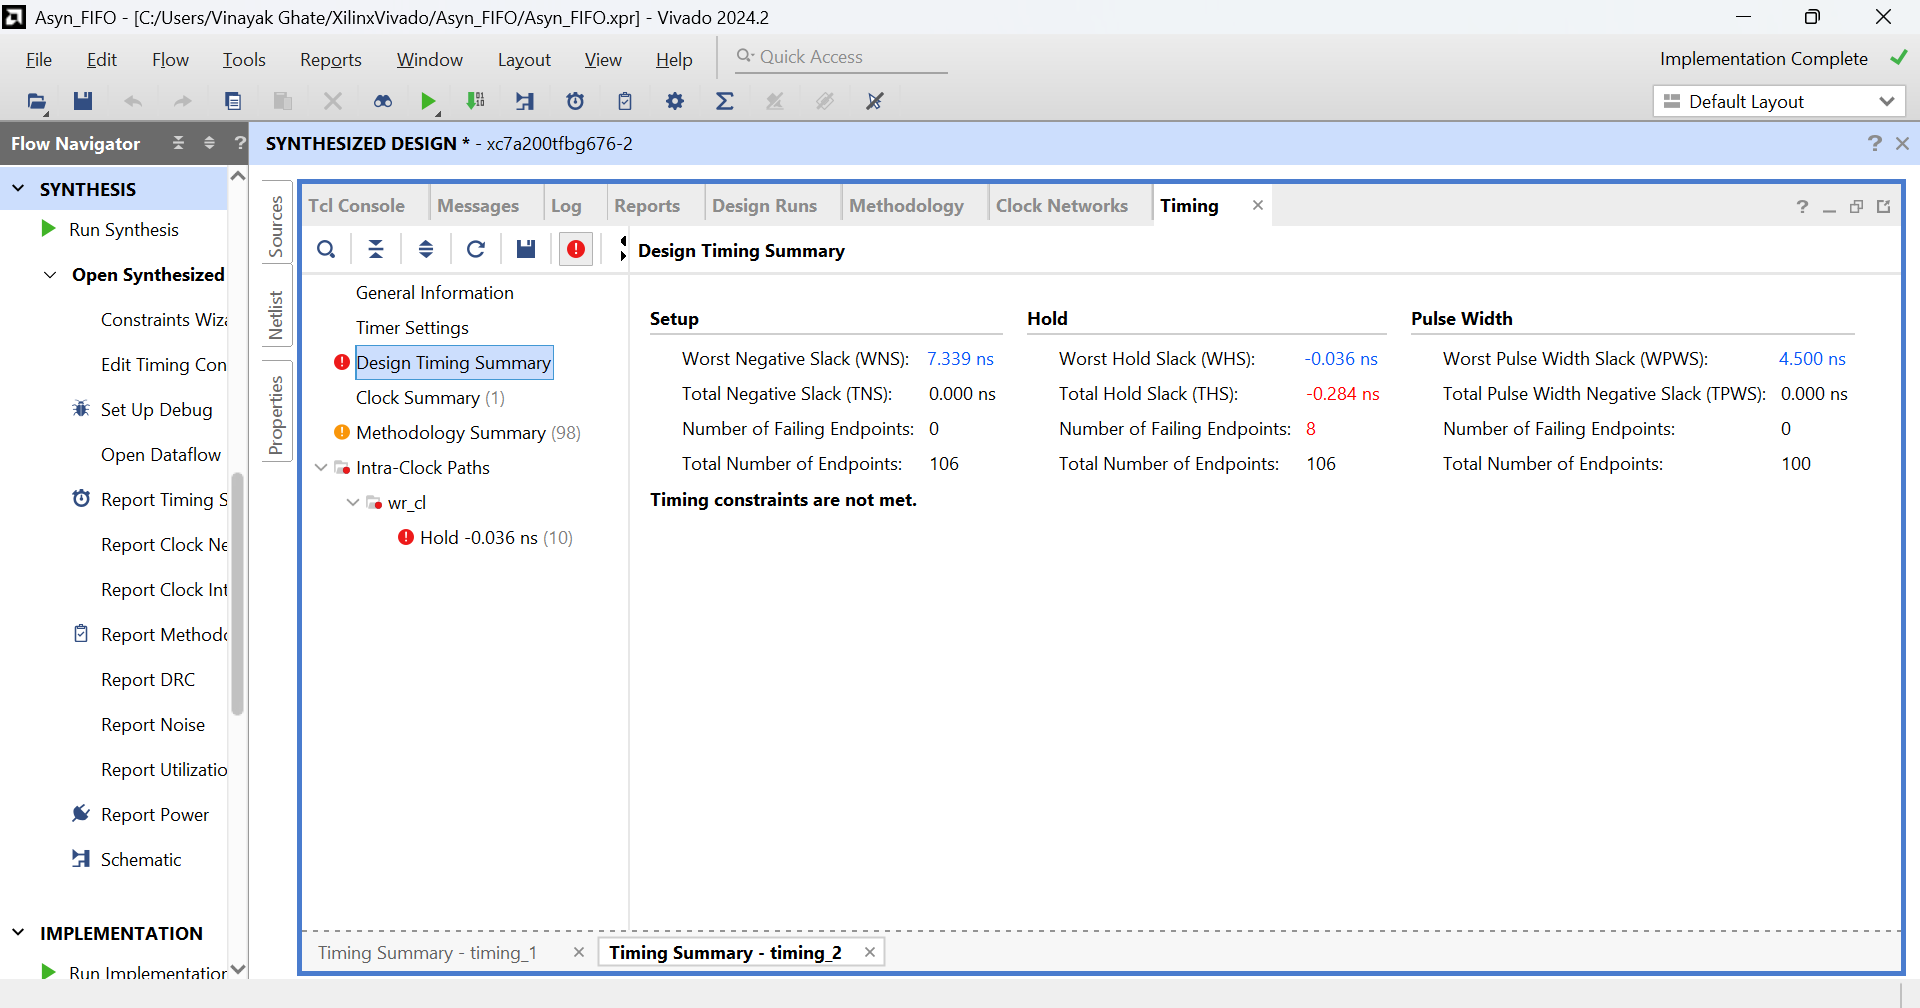 Asyn_FIFO - [C:/Users/Vinayak Ghate/XilinxVivado/Asyn_FIFO/Asyn_FIFO.xpr] - Vivado 2024.2
File Edit Flow Tools Reports Window Layout View Help Quick Access Implementation Complete
Default Layout
Flow Navigator ? SYNTHESIZED DESIGN * - xc7a200tfbg676-2 ?
SYNTHESIS
Run Synthesis
Open Synthesized
Constraints Wiza
Edit Timing Con
Set Up Debug
Open Dataflow
Report Timing S
Report Clock Ne
Report Clock Int
Report Methodo
Report DRC
Report Noise
Report Utilizatio
Report Power
Schematic
IMPLEMENTATION
Run Implementation
Sources
Netlist
Properties
Tcl Console Messages Log Reports Design Runs Methodology Clock Networks Timing ?
Design Timing Summary
General Information
Timer Settings
Design Timing Summary
Clock Summary (1)
Methodology Summary (98)
Intra-Clock Paths
wr_cl
Hold -0.036 ns (10)
Setup Hold Pulse Width
Worst Negative Slack (WNS): 7.339 ns Worst Hold Slack (WHS): -0.036 ns Worst Pulse Width Slack (WPWS): 4.500 ns
Total Negative Slack (TNS): 0.000 ns Total Hold Slack (THS): -0.284 ns Total Pulse Width Negative Slack (TPWS): 0.000 ns
Number of Failing Endpoints: 0 Number of Failing Endpoints: 8 Number of Failing Endpoints: 0
Total Number of Endpoints: 106 Total Number of Endpoints: 106 Total Number of Endpoints: 100
Timing constraints are not met.
Timing Summary - timing_1 Timing Summary - timing_2